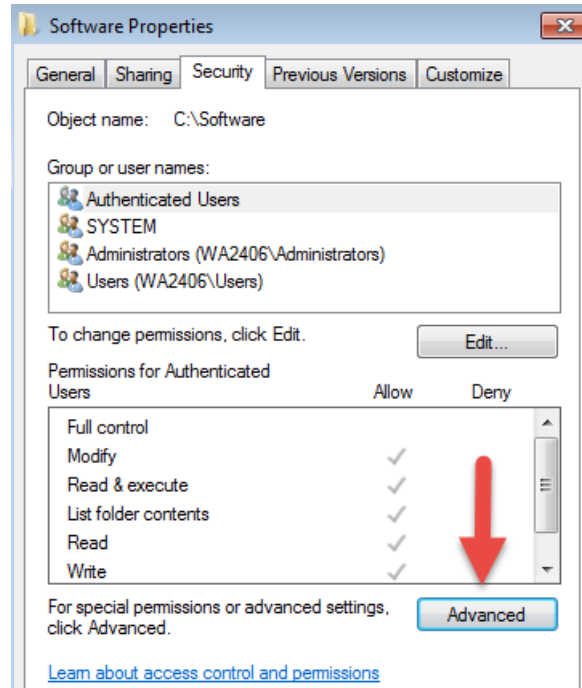 Software Properties
General Sharing Security Previous Versions Customize
Object name: C:\Software
Group or user names:
Authenticated Users
SYSTEM
Administrators (WA2406\Administrators)
Users (WA2406\Users)
To change permissions, click Edit.
Edit...
Permissions for Authenticated
Users Allow Deny
Full control
Modify
Read & execute
List folder contents
Read
Write
For special permissions or advanced settings,
click Advanced.
Advanced
Learn about access control and permissions